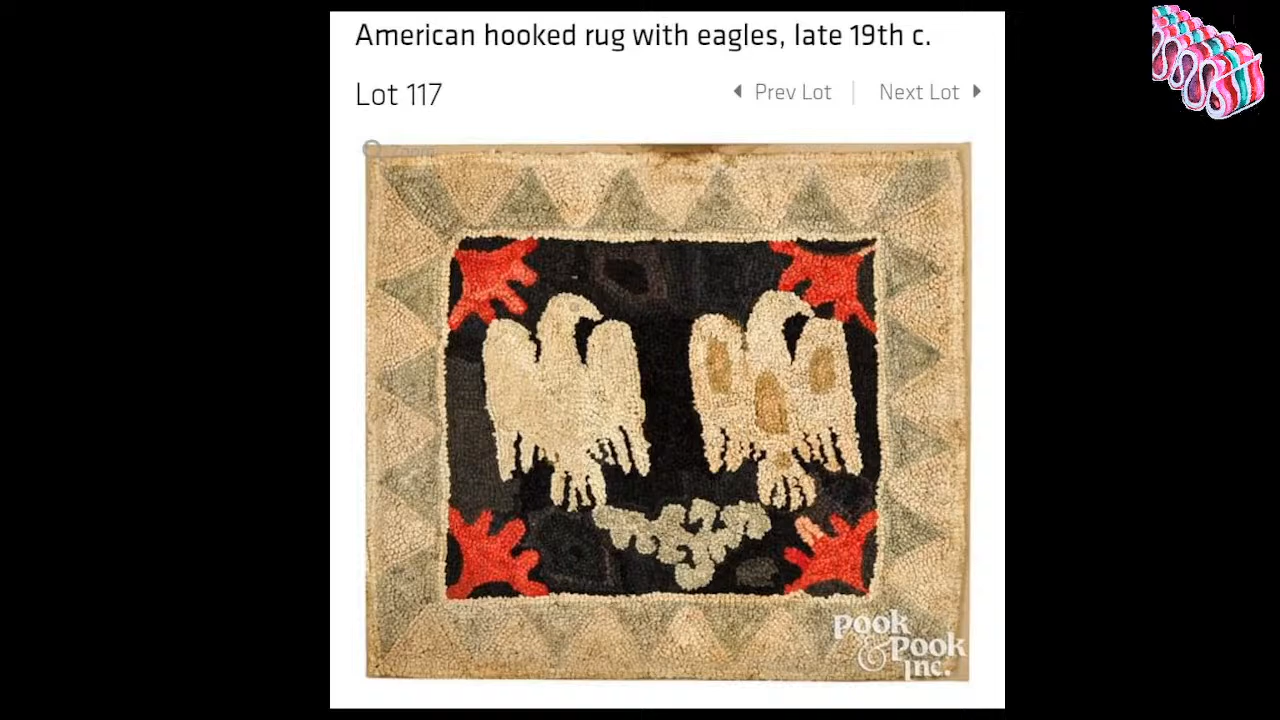 American hooked rug with eagles, late 19th c.
Lot 117
Prev Lot
Next Lot
Pook
& Pook
Inc.